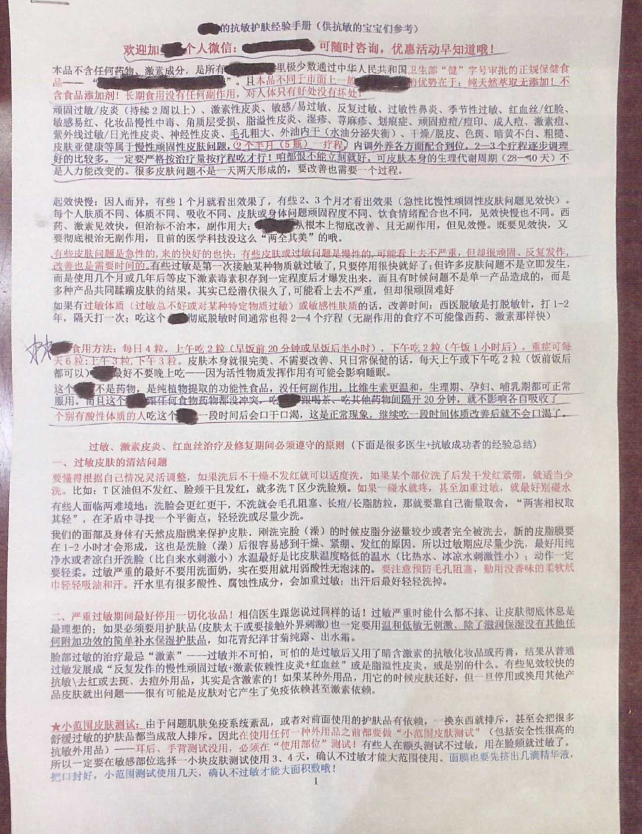 的抗敏护肤经验手册（供抗敏的宝宝们参考）
欢迎加 个人微信： 可随时咨询，优惠活动早知道哦！
本品不含任何药物、激素成分，是所有 里极少数通过中华人民共和国卫生部“健”字号审批的正规保健食
品——“ ，且本品不同于市面上一般 的优势在于：纯天然萃取无添加！不
含食品添加剂！长期食用没有任何副作用，对人体只有好处没有坏处！
顽固过敏/皮炎（持续2周以上）、激素性皮炎、敏感/易过敏、反复过敏、过敏性鼻炎、季节性过敏、红血丝/红脸、
敏感易红、化妆品慢性中毒、角质层受损、脂溢性皮炎、湿疹、荨麻疹、划痕症、顽固痘痘/痘印、成人痘、激素痘、
紫外线过敏/日光性皮炎、神经性皮炎、毛孔粗大、外油内干（水油分泌失衡）、干燥/脱皮、色斑、暗黄不白、粗糙、
皮肤亚健康等属于慢性顽固性皮肤问题，2个半月（5瓶）一疗程，内调外养各方面配合到位，2—3个疗程逐步调理
好的比较多。一定要严格按治疗量按疗程吃才行！咱都恨不能立刻就好，可皮肤本身的生理代谢周期（28—40天）不
是人力能改变的。很多皮肤问题不是一天两天形成的，要改善也需要一个过程。
起效快慢：因人而异，有些1个月就看出效果了，有些2、3个月才看出效果（急性比慢性顽固性皮肤问题见效快）。
每个人肤质不同、体质不同、吸收不同、皮肤或身体问题顽固程度不同、饮食情绪配合也不同，见效快慢也不同。西
药、激素见效快，但治标不治本，副作用大； 从根本上彻底改善、且无副作用，但见效慢。既要见效快，又
要彻底根治无副作用，目前的医学科技没这么“两全其美”的哦。
有些皮肤问题是急性的，来的快好的也快；有些皮肤或过敏问题是慢性的，可能看上去不严重，但却很顽固、反复发作，
改善也是需要时间的。有些过敏是第一次接触某种物质就过敏了，只要停用很快就好了；但许多皮肤问题不是立即发生，
而是使用几个月或几年后等皮下激素毒素积存到一定程度后才爆发出来。而且有时候问题不是单一产品造成的，而是
多种产品共同蹂躏皮肤的结果，其实已经潜伏很久了，可能看上去不严重，但却很顽固难好
如果有过敏体质（过敏总不好或对某种特定物质过敏）或敏感性肤质的话，改善时间：西医脱敏是打脱敏针，打1-2
年，隔天打一次；吃这个 彻底脱敏时间通常也得2—4个疗程（无副作用的食疗不可能像西药、激素那样快）
食用方法：每日4粒，上午吃2粒（早饭前20分钟或早饭后半小时）、下午吃2粒（午饭1小时后）。重症可每
天6粒：上午3粒、下午3粒。皮肤本身就很完美、不需要改善、只日常保健的话，每天上午或下午吃2粒（饭前饭后
都可以） 最好不要晚上吃——因为活性物质发挥作用有可能会影响睡眠。
这个 不是药物，是纯植物提取的功能性食品，没任何副作用，比维生素更温和，生理期、孕妇、哺乳期都可正常
服用。而且这个 跟任何食物药物都没冲突，吃 跟喝茶、吃其他药物间隔开20分钟，就不影响各自吸收了
个别有酸性体质的人吃这个 一段时间后会口干口渴，这是正常现象，继续吃一段时间体质改善后就不会口渴了。
过敏、激素皮炎、红血丝治疗及修复期间必须遵守的原则（下面是很多医生+抗敏成功者的经验总结）
一、过敏皮肤的清洁问题
要懂得根据自己情况灵活调整，如果洗后不干燥不发红就可以适度洗，如果某个部位洗了后发干发红紧绷，就适当少
洗。比如：T区油但不发红、脸颊干且发红，就多洗T区少洗脸颊。如果一碰水就疼，甚至加重过敏，就最好别碰水
有些人面临两难境地：洗脸会更红更干，不洗就会毛孔堵塞、长痘/长脂肪粒，那就要靠自己衡量取舍，“两害相权取
其轻”，在矛盾中寻找一个平衡点，轻轻洗或尽量少洗。
我们的面部及身体有天然皮脂膜来保护皮肤，刚洗完脸（澡）的时候皮脂分泌量较少或者完全被洗去，新的皮脂膜要
在1-2小时才会形成，这也是洗脸（澡）后很容易感到干燥、紧绷、发红的原因。所以过敏期应尽量少洗，最好用纯
净水或者凉白开洗脸（比自来水刺激小）水温最好是比皮肤温度略低的温水（比热水、冰凉水刺激性小）；动作一定
要轻柔。过敏严重的最好不要用洗面奶，实在要用就用弱酸性无泡沫的。要注意预防毛孔堵塞，勤用没香味的柔软纸
巾轻轻吸油和汗。汗水里有很多酸性、腐蚀性成分，会加重过敏；出汗后最好轻轻洗掉。
二、严重过敏期间最好停用一切化妆品！相信医生跟您说过同样的话！过敏严重时能什么都不抹、让皮肤彻底休息是
最理想的；如果必须要用护肤品（皮肤太干或要接触外界刺激）也一定要用温和低敏无刺激、除了滋润保湿没有其他任
何附加功效的简单补水保湿护肤品，如花青纪洋甘菊纯露、出水霜。
脸部过敏的治疗最忌“激素”——过敏并不可怕，可怕的是过敏后又用了暗含激素的抗敏化妆品或药膏，结果从普通
过敏发展成“反复发作的慢性顽固过敏+激素依赖性皮炎+红血丝”或是脂溢性皮炎，或是别的什么。有些见效较快的
抗敏\去红或去斑、去痘外用品，其实是含激素的！如果某种外用品，用它的时候皮肤还好，但一旦停用或换用其他产
品皮肤就出问题——很有可能是皮肤对它产生了免疫依赖甚至激素依赖。
★小范围皮肤测试：由于问题肌肤免疫系统紊乱，或者对前面使用的护肤品有依赖，一换东西就排斥，甚至会把很多
舒缓过敏的护肤品都当成敌人排斥。因此在使用任何一种外用品之前都要做“小范围皮肤测试”（包括安全性很高的
抗敏外用品）——耳后、手背测试没用，必须在“使用部位”测试！有些人在额头测试不过敏，用在脸颊就过敏了。
所以一定要在敏感部位选择一小块皮肤测试使用3、4天，确认不过敏才能大范围使用、面膜也要先挤出几滴精华液，
把口封好，小范围测试使用几天，确认不过敏才能大面积敷哦！
1